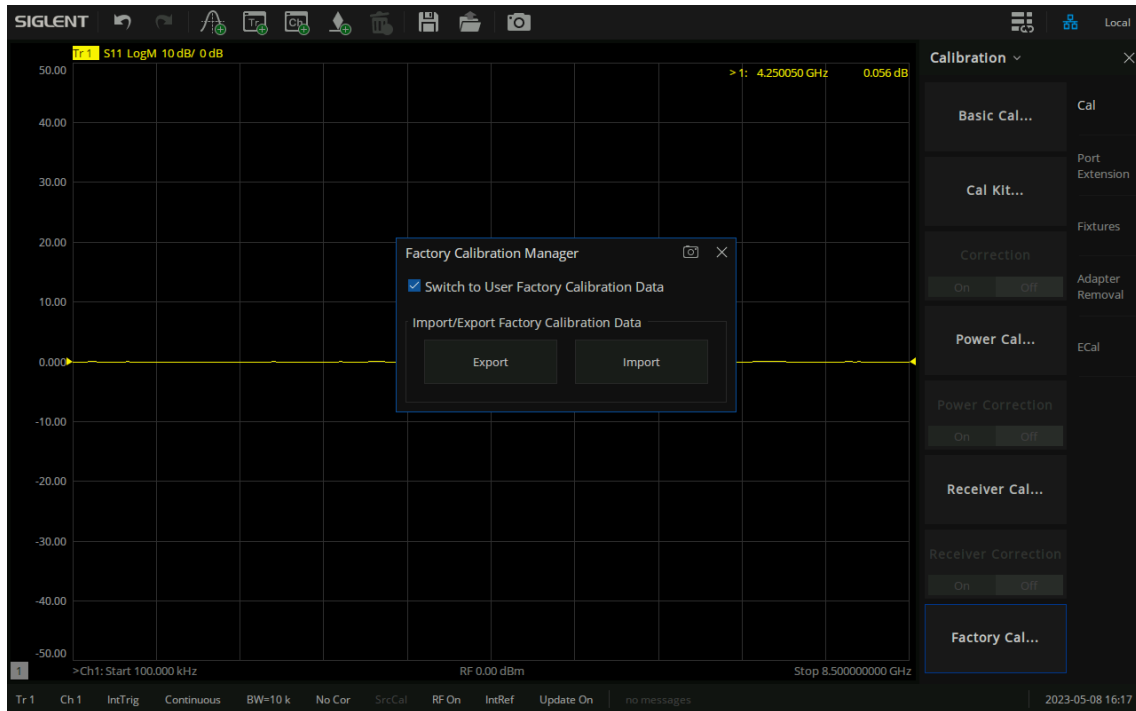 SIGLENT Tr Ch Local
Tr 1 S11 LogM 10 dB/ 0 dB
> 1: 4.250050 GHz 0.056 dB
50.00
40.00
30.00
20.00
10.00
0.000
-10.00
-20.00
-30.00
-40.00
-50.00
1
>Ch1: Start 100.000 kHz RF 0.00 dBm Stop 8.500000000 GHz
Factory Calibration Manager
Switch to User Factory Calibration Data
Import/Export Factory Calibration Data
Export Import
Calibration
Basic Cal...
Cal Kit...
Correction
On Off
Power Cal...
Power Correction
On Off
Receiver Cal...
Receiver Correction
On Off
Factory Cal...
Cal
Port
Extension
Fixtures
Adapter
Removal
ECal
Tr 1 Ch 1 IntTrig Continuous BW=10 k No Cor SrcCal RF On IntRef Update On no messages 2023-05-08 16:17